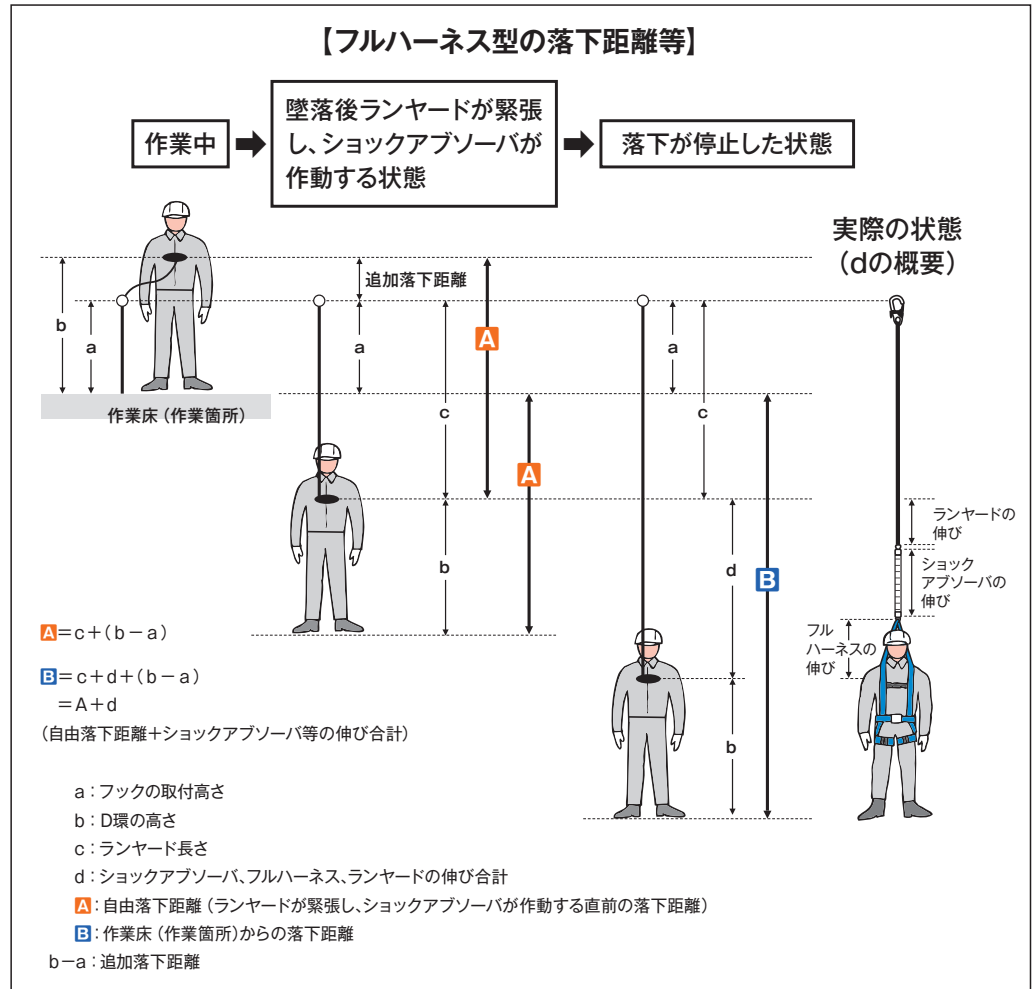 【フルハーネス型の落下距離等】
作業中
墜落後ランヤードが緊張
し、ショックアブソーバが
作動する状態
落下が停止した状態
実際の状態
（dの概要）
追加落下距離
b
a
a
c
A
a
c
作業床（作業箇所）
A
b
d
B
b
ランヤードの
伸び
ショック
アブソーバの
伸び
フル
ハーネスの
伸び
A＝c＋（b－a）
B＝c＋d＋（b－a）
＝A＋d
（自由落下距離＋ショックアブソーバ等の伸び合計）
a：フックの取付高さ
b：D環の高さ
c：ランヤード長さ
d：ショックアブソーバ、フルハーネス、ランヤードの伸び合計
A：自由落下距離（ランヤードが緊張し、ショックアブソーバが作動する直前の落下距離）
B：作業床（作業箇所）からの落下距離
b－a：追加落下距離